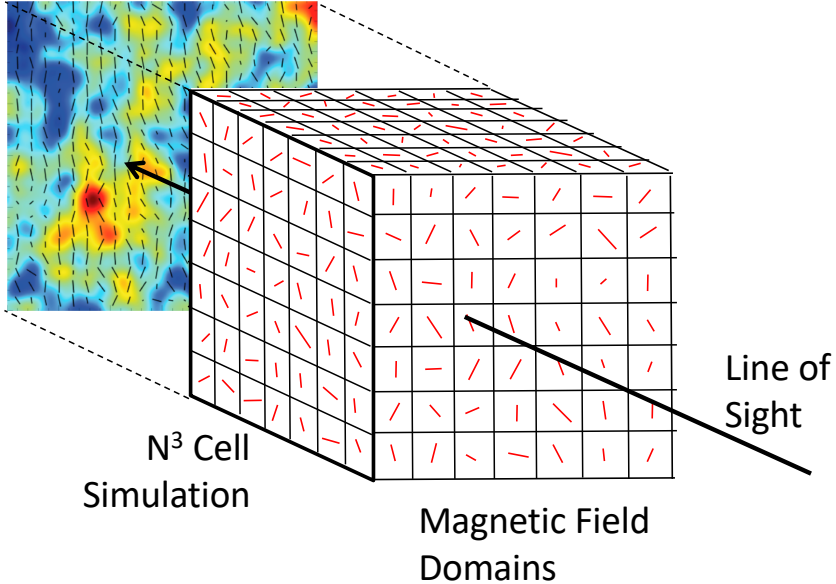 Line of
Sight
N³ Cell
Simulation
Magnetic Field
Domains